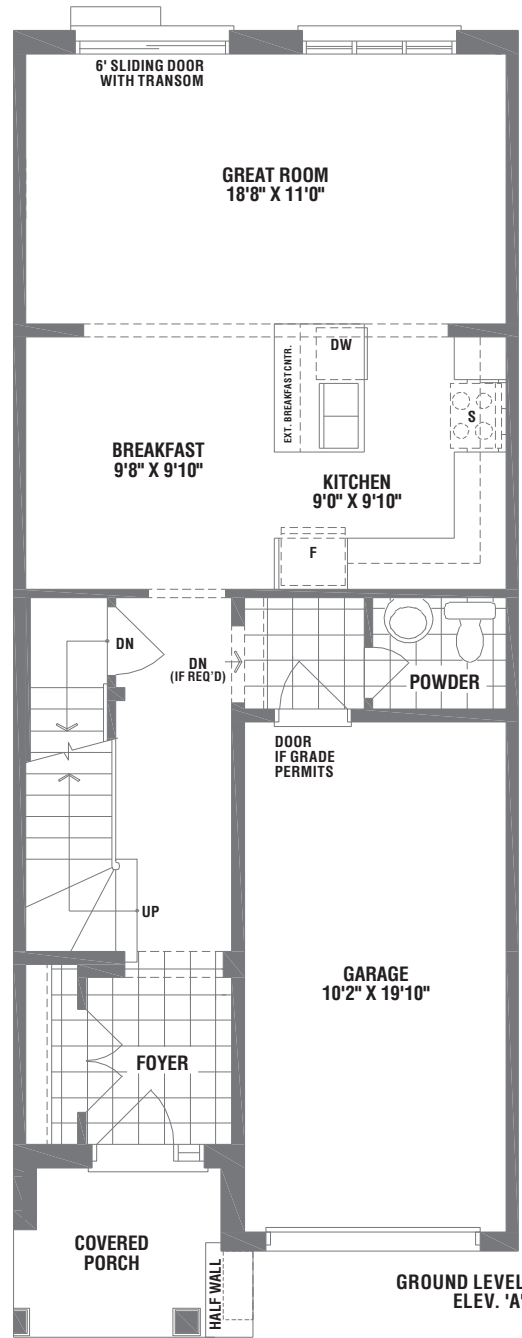 6' SLIDING DOOR
WITH TRANSOM
GREAT ROOM
18'8" X 11'0"
EXT. BREAKFAST CNTR.
DW
S
BREAKFAST
9'8" X 9'10"
KITCHEN
9'0" X 9'10"
F
DN
DN
(IF REQ'D)
POWDER
DOOR
IF GRADE
PERMITS
UP
GARAGE
10'2" X 19'10"
FOYER
COVERED
PORCH
HALF WALL
GROUND LEVEL
ELEV. 'A'